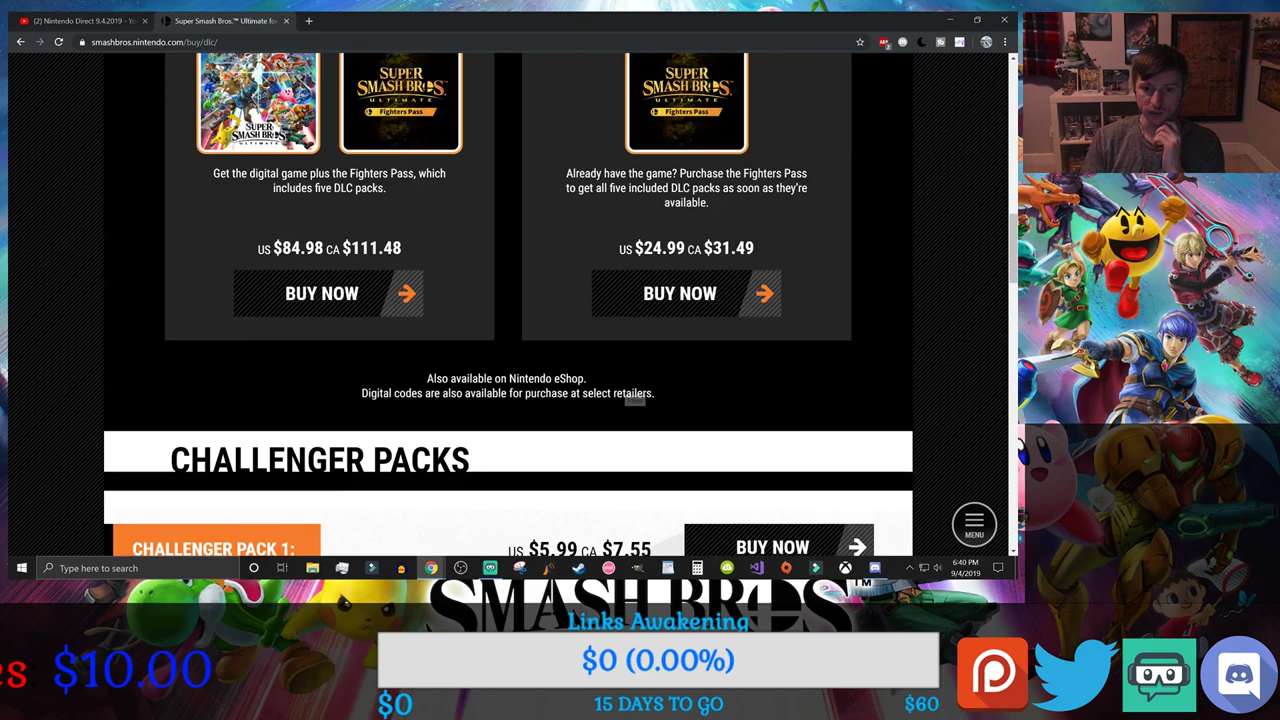 (2) Nintendo Direct 9.4.2019 - Yo
Super Smash Bros.™ Ultimate for
smashbros.nintendo.com/buy/dlc/
SUPER
SMASH BROS.
ULTIMATE
SUPER
SMASH BROS.
ULTIMATE
Fighters Pass
SUPER
SMASH BROS.
ULTIMATE
Fighters Pass
Get the digital game plus the Fighters Pass, which
includes five DLC packs.
US $84.98 CA $111.48
BUY NOW
Already have the game? Purchase the Fighters Pass
to get all five included DLC packs as soon as they're
available.
US $24.99 CA $31.49
BUY NOW
Also available on Nintendo eShop.
Digital codes are also available for purchase at select retailers.
CHALLENGER PACKS
CHALLENGER PACK 1:
US $5.99 CA $7.55
BUY NOW
MENU
Type here to search
6:40 PM
9/4/2019
SMASH BROS
TM
es: $10.00
Links Awakening
$0 (0.00%)
$0
15 DAYS TO GO
$60